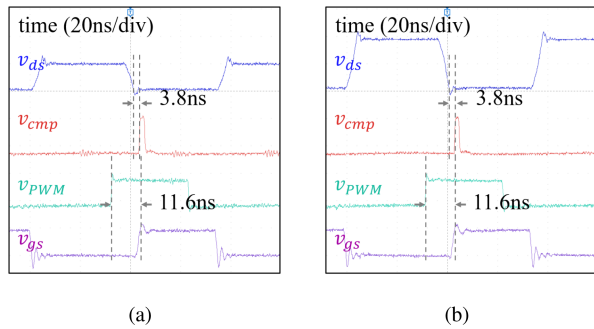 time (20ns/div)
v_ds
3.8ns
v_cmp
v_PWM
11.6ns
v_gs
(a)
time (20ns/div)
v_ds
3.8ns
v_cmp
v_PWM
11.6ns
v_gs
(b)